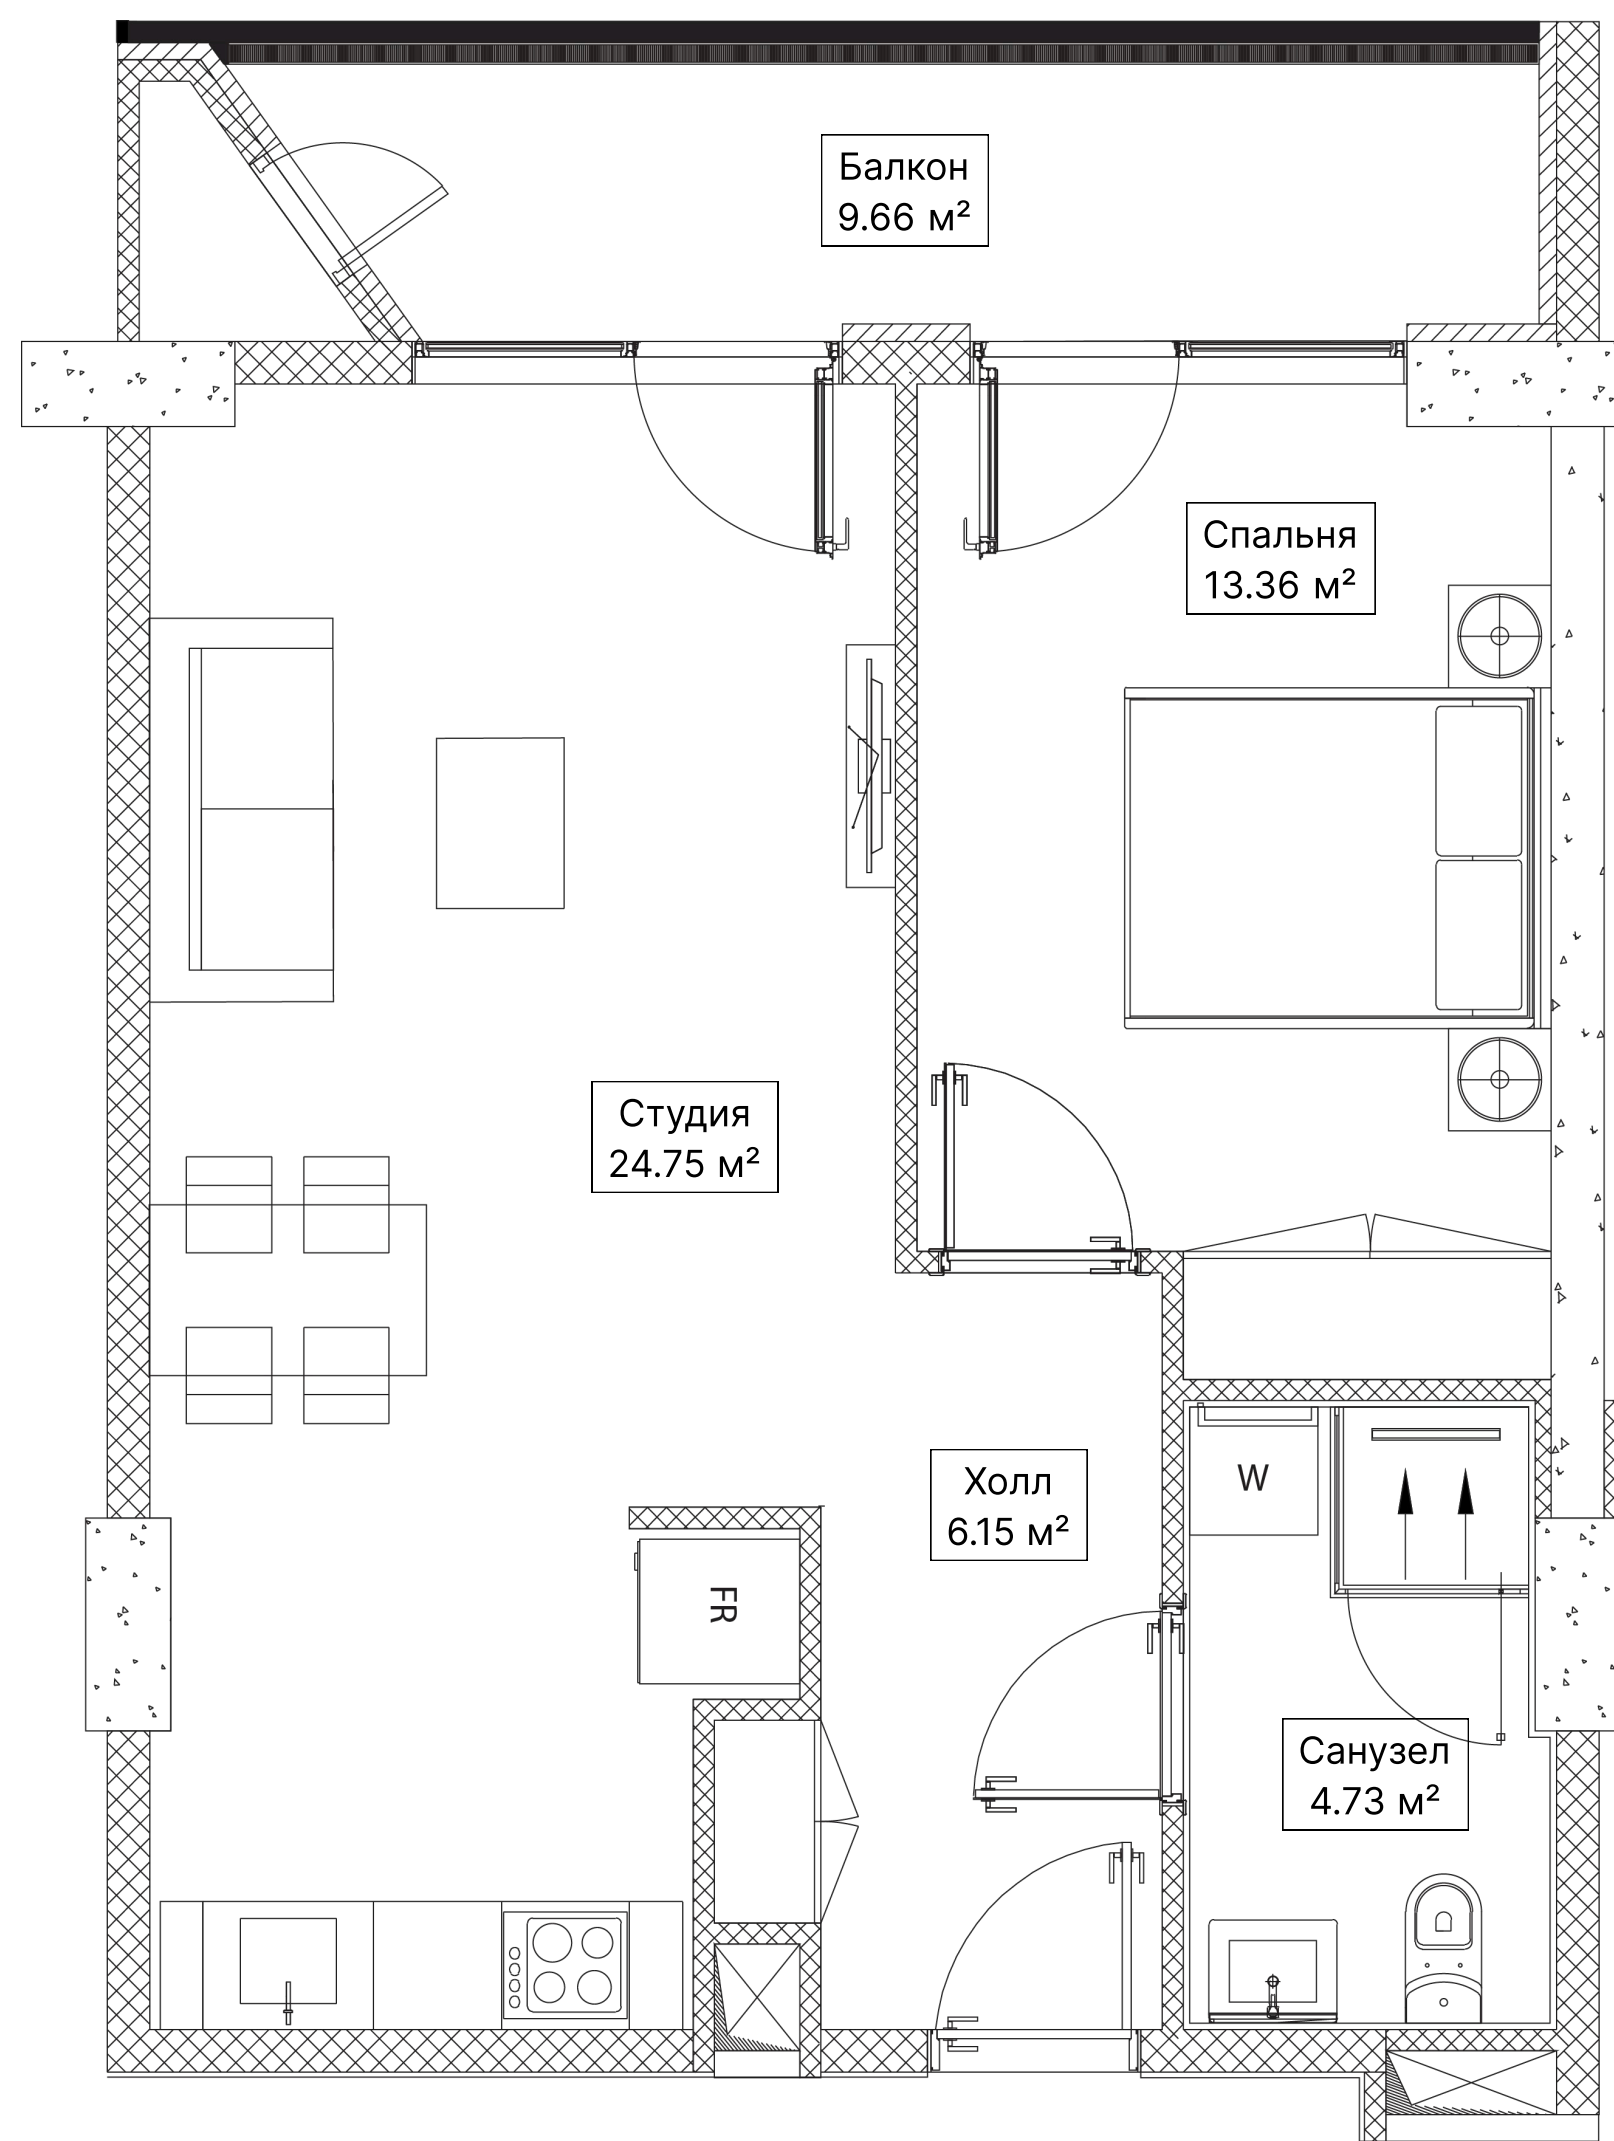 Балкон
9.66 м²
Спальня
13.36 м²
Студия
24.75 м²
Холл
6.15 м²
W
FR
Санузел
4.73 м²